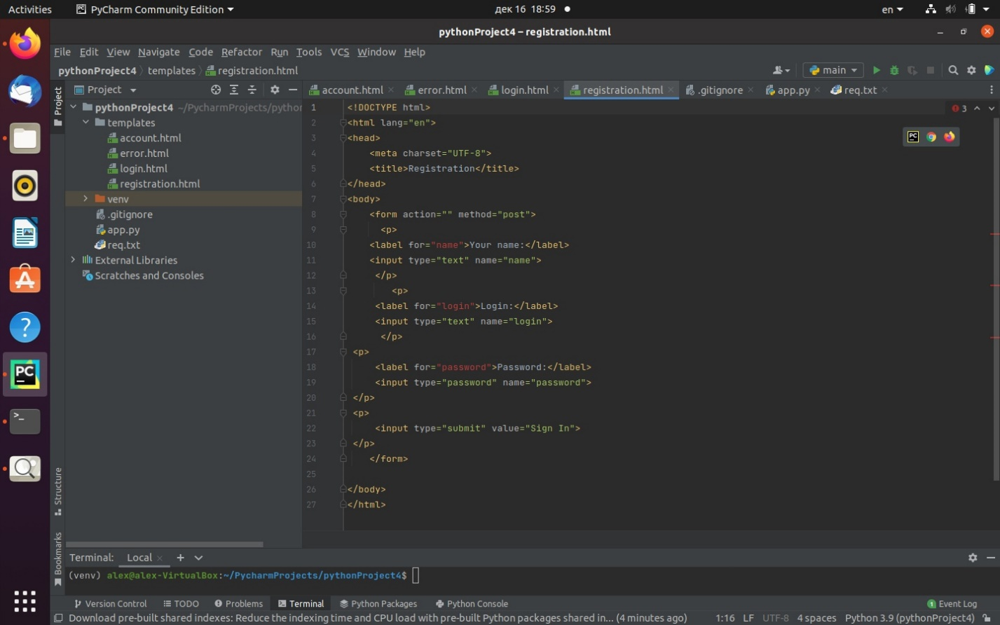 Activities PyCharm Community Edition дек 16 18:59 en
pythonProject4 – registration.html
File Edit View Navigate Code Refactor Run Tools VCS Window Help
pythonProject4 templates registration.html main
Project
Project
account.html error.html login.html registration.html .gitignore app.py req.txt
pythonProject4 ~/PycharmProjects/python
templates
account.html
error.html
login.html
registration.html
venv
.gitignore
app.py
req.txt
External Libraries
Scratches and Consoles
3
1 <!DOCTYPE html>
2 <html lang="en">
3 <head>
4 <meta charset="UTF-8">
5 <title>Registration</title>
6 </head>
7 <body>
8 <form action="" method="post">
9 <p>
10 <label for="name">Your name:</label>
11 <input type="text" name="name">
12 </p>
13 <p>
14 <label for="login">Login:</label>
15 <input type="text" name="login">
16 </p>
17 <p>
18 <label for="password">Password:</label>
19 <input type="password" name="password">
20 </p>
21 <p>
22 <input type="submit" value="Sign In">
23 </p>
24 </form>
25
26 </body>
27 </html>
Structure
Bookmarks
Terminal: Local
(venv) alex@alex-VirtualBox:~/PycharmProjects/pythonProject4$
Version Control TODO Problems Terminal Python Packages Python Console 1 Event Log
Download pre-built shared indexes: Reduce the indexing time and CPU load with pre-built Python packages shared in... (4 minutes ago) 1:16 LF UTF-8 4 spaces Python 3.9 (pythonProject4)